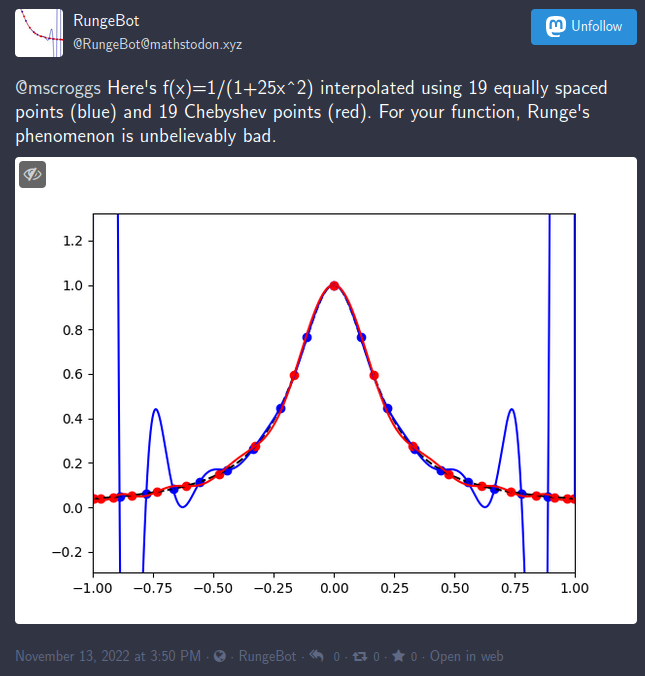 RungeBot
@RungeBot@mathstodon.xyz
Unfollow
@mscroggs Here's f(x)=1/(1+25x^2) interpolated using 19 equally spaced
points (blue) and 19 Chebyshev points (red). For your function, Runge's
phenomenon is unbelievably bad.
1.2
1.0
0.8
0.6
0.4
0.2
0.0
−0.2
−1.00 −0.75 −0.50 −0.25 0.00 0.25 0.50 0.75 1.00
November 13, 2022 at 3:50 PM · · RungeBot · 0 · 0 · 0 · Open in web